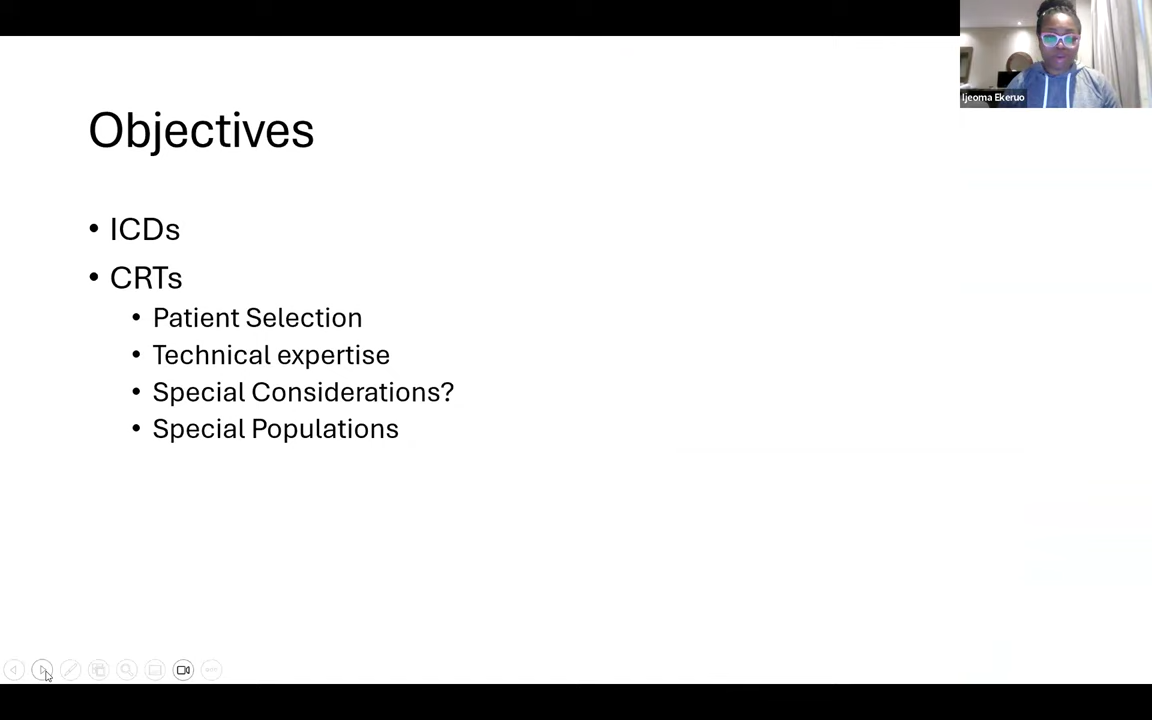 Ijeoma Ekeruo
Objectives
• ICDs
• CRTs
• Patient Selection
• Technical expertise
• Special Considerations?
• Special Populations